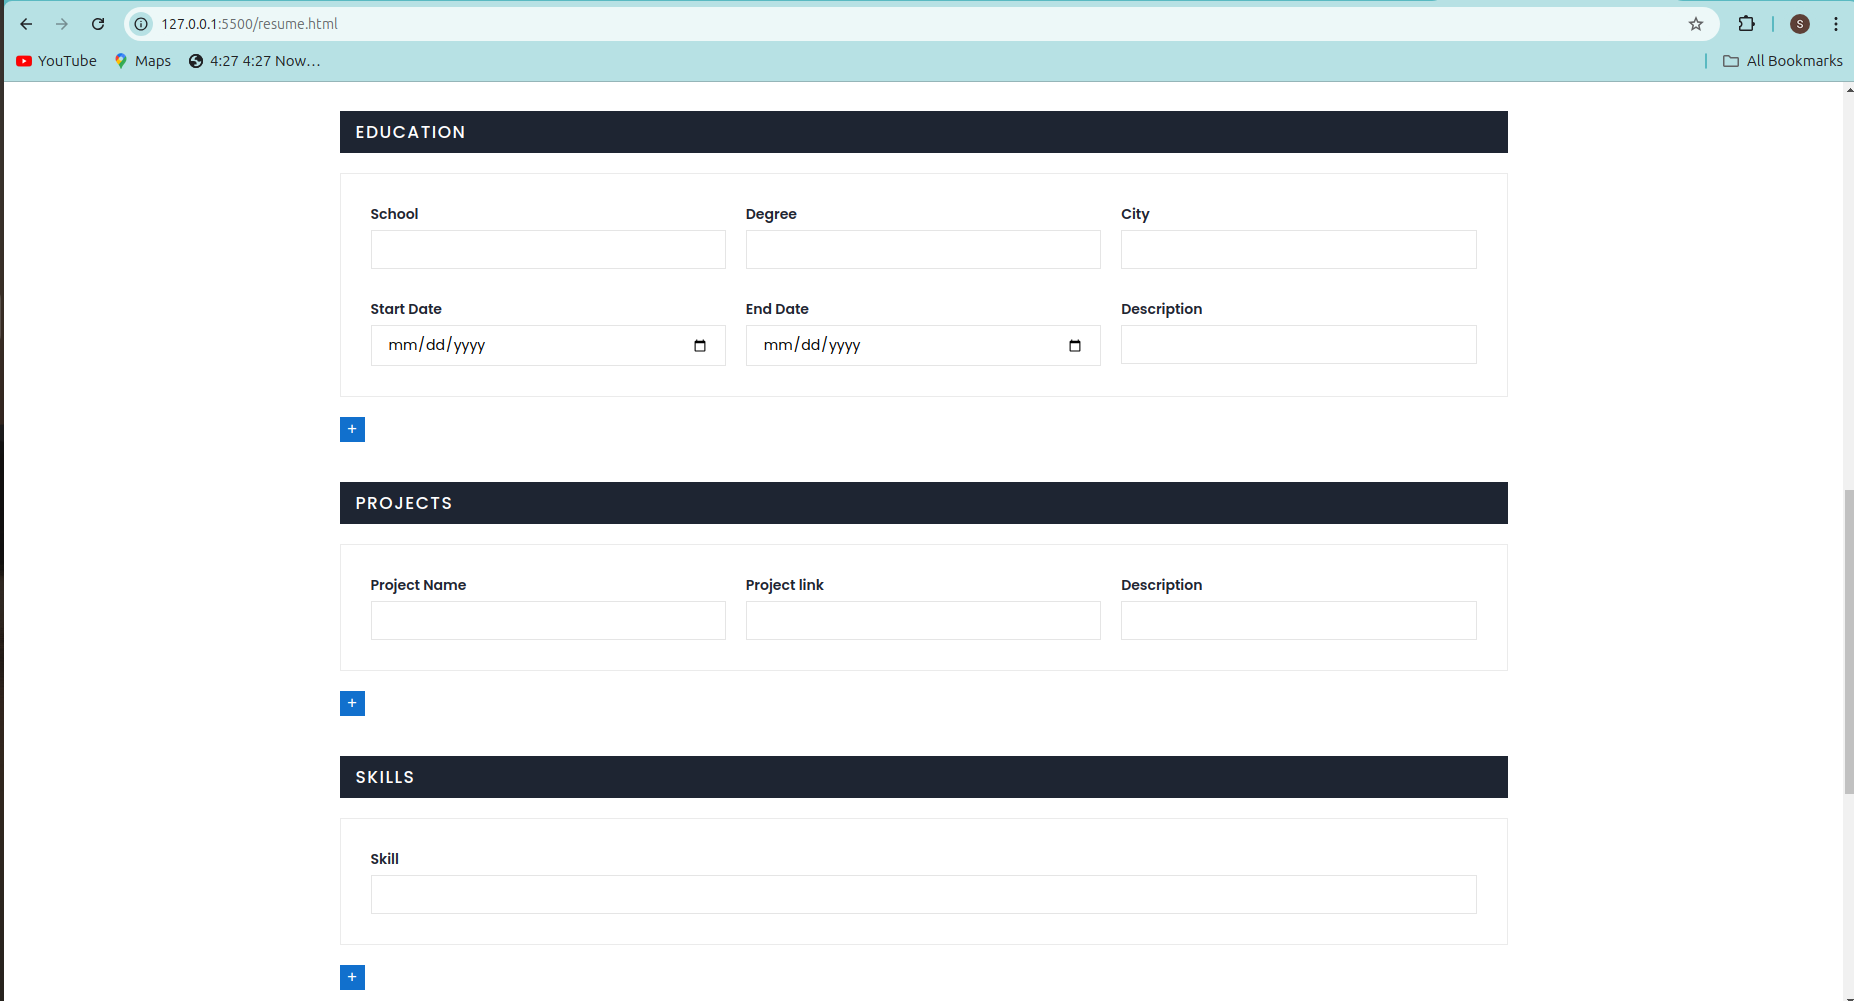 127.0.0.1:5500/resume.html
S
YouTube Maps 4:27 4:27 Now… All Bookmarks
EDUCATION
School Degree City
Start Date End Date Description
mm/dd/yyyy mm/dd/yyyy
+
PROJECTS
Project Name Project link Description
+
SKILLS
Skill
+